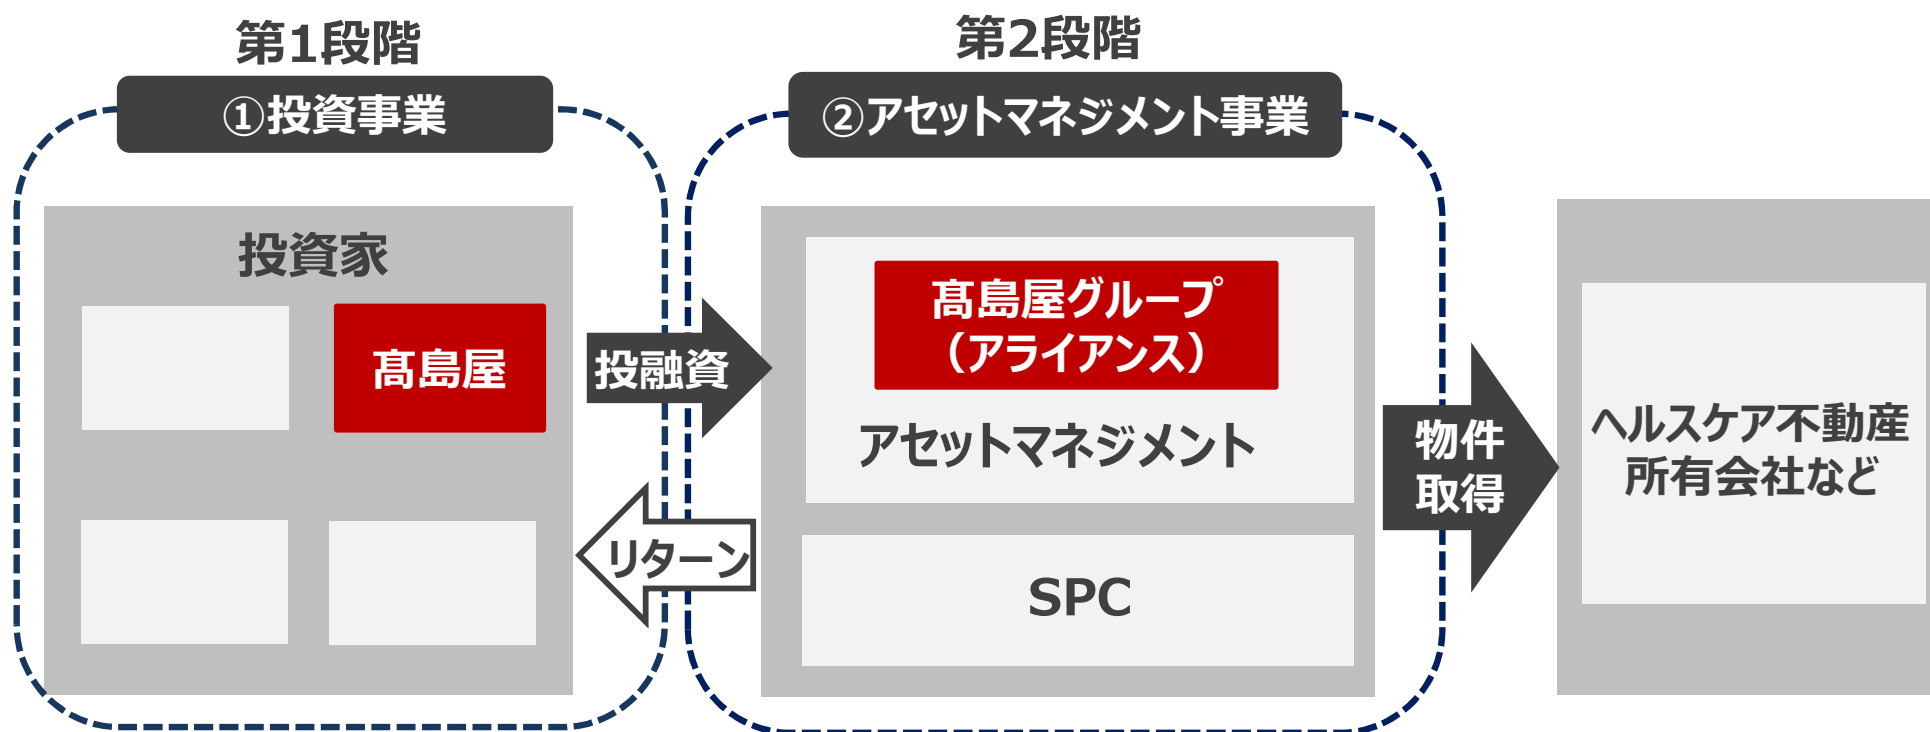 第1段階
①投資事業
投資家
髙島屋
投融資
リターン
第2段階
②アセットマネジメント事業
髙島屋グループ
（アライアンス）
アセットマネジメント
SPC
物件
取得
ヘルスケア不動産
所有会社など